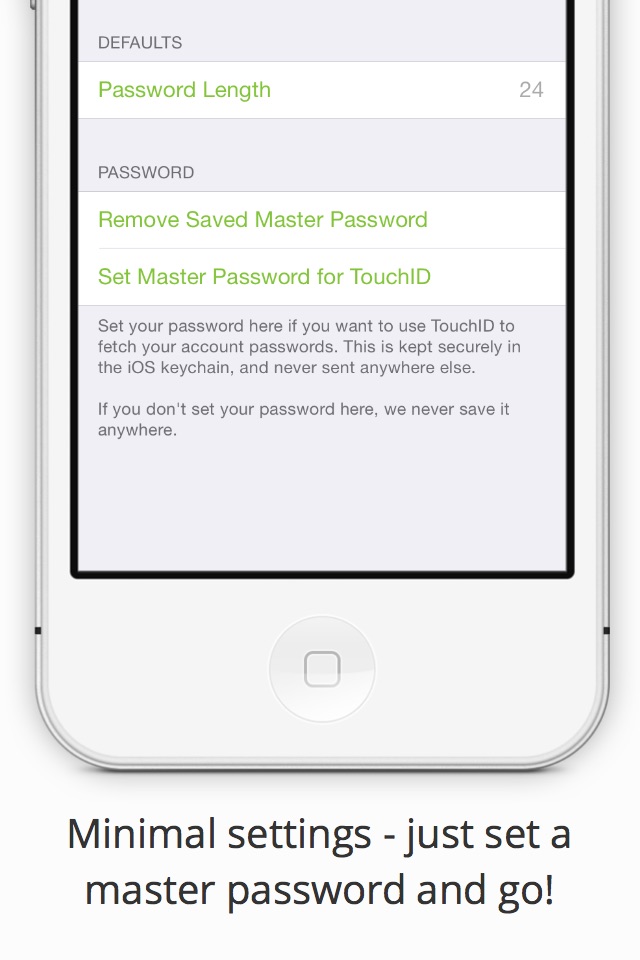 DEFAULTS
Password Length 24
PASSWORD
Remove Saved Master Password
Set Master Password for TouchID
Set your password here if you want to use TouchID to
fetch your account passwords. This is kept securely in
the iOS keychain, and never sent anywhere else.
If you don't set your password here, we never save it
anywhere.
Minimal settings - just set a
master password and go!